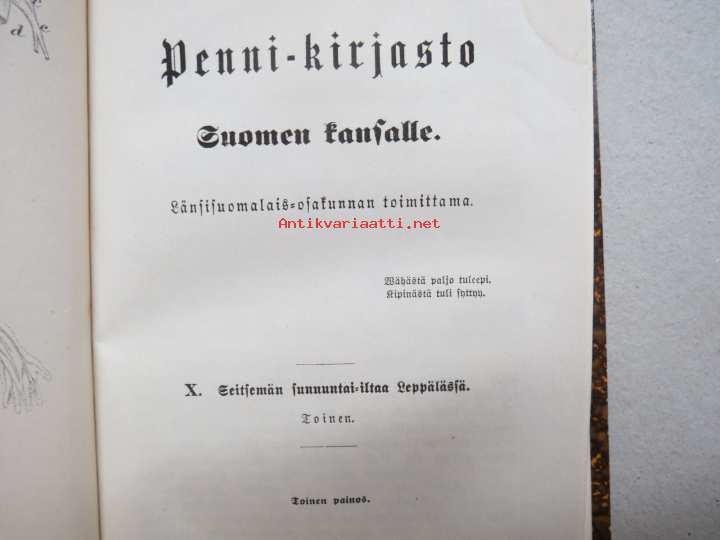 d
c
c
Penni-kirjasto
Suomen kansalle.
Länsisuomalais-osakunnan toimittama.
Antikvariaatti.net
Wähästä paljo tuleepi.
Kipinästä tuli syttyy.
X. Seitsemän sunnuntai-iltaa Leppälässä.
Toinen.
Toinen painos.